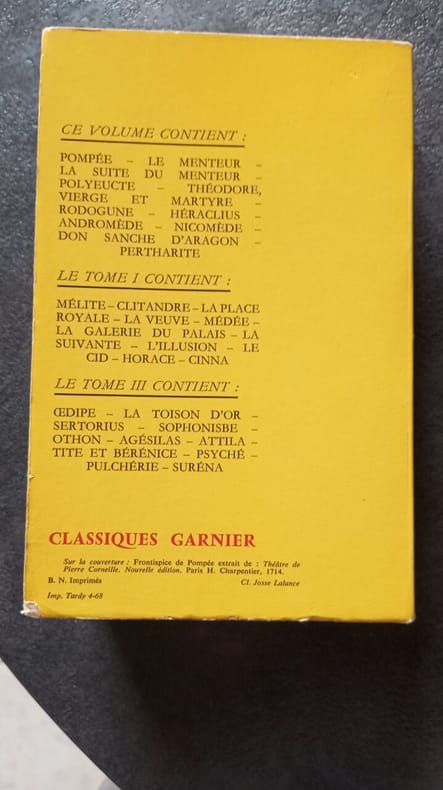 CE VOLUME CONTIENT :
POMPÉE – LE MENTEUR –
LA SUITE DU MENTEUR –
POLYEUCTE – THÉODORE,
VIERGE ET MARTYRE –
RODOGUNE – HÉRACLIUS –
ANDROMÈDE – NICOMÈDE –
DON SANCHE D'ARAGON –
PERTHARITE
LE TOME I CONTIENT :
MÉLITE – CLITANDRE – LA PLACE
ROYALE – LA VEUVE – MÉDÉE –
LA GALERIE DU PALAIS – LA
SUIVANTE – L'ILLUSION – LE
CID – HORACE – CINNA
LE TOME III CONTIENT :
ŒDIPE – LA TOISON D'OR –
SERTORIUS – SOPHONISBE –
OTHON – AGÉSILAS – ATTILA –
TITE ET BÉRÉNICE – PSYCHÉ –
PULCHÉRIE – SURÉNA
CLASSIQUES GARNIER
Sur la couverture : Frontispice de Pompée extrait de : Théâtre de
Pierre Corneille. Nouvelle édition. Paris H. Charpentier, 1714.
B. N. Imprimés Cl. Josse Lalance
Imp. Tardy 4-68